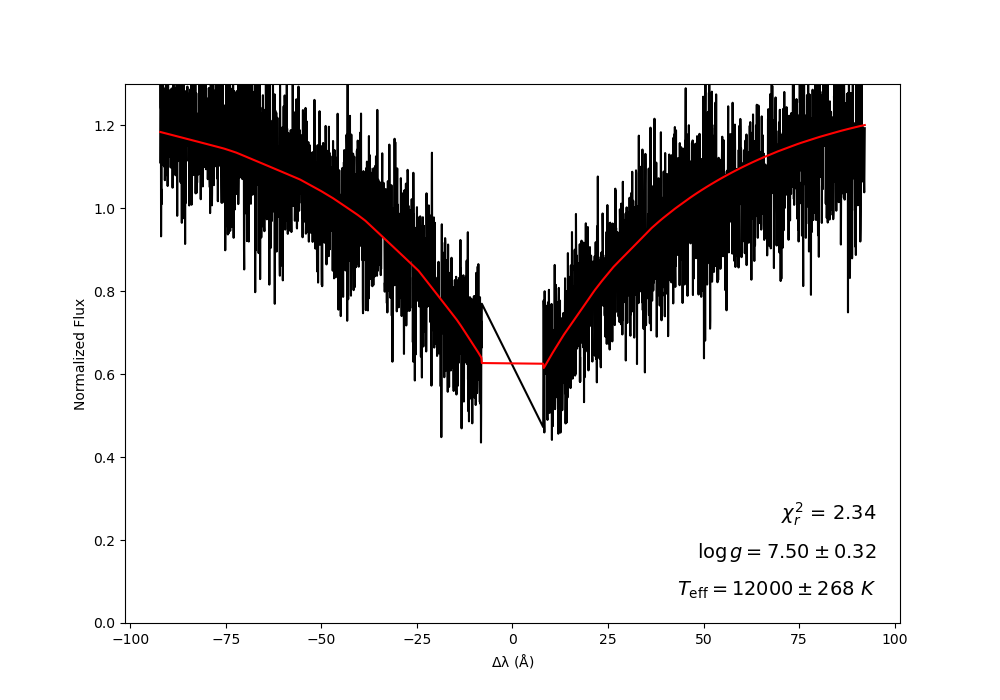 Normalized Flux
1.2
1.0
0.8
0.6
0.4
0.2
0.0
χ²ᵣ = 2.34
log g = 7.50 ± 0.32
T_eff = 12000 ± 268 K
−100 −75 −50 −25 0 25 50 75 100
Δλ (Å)